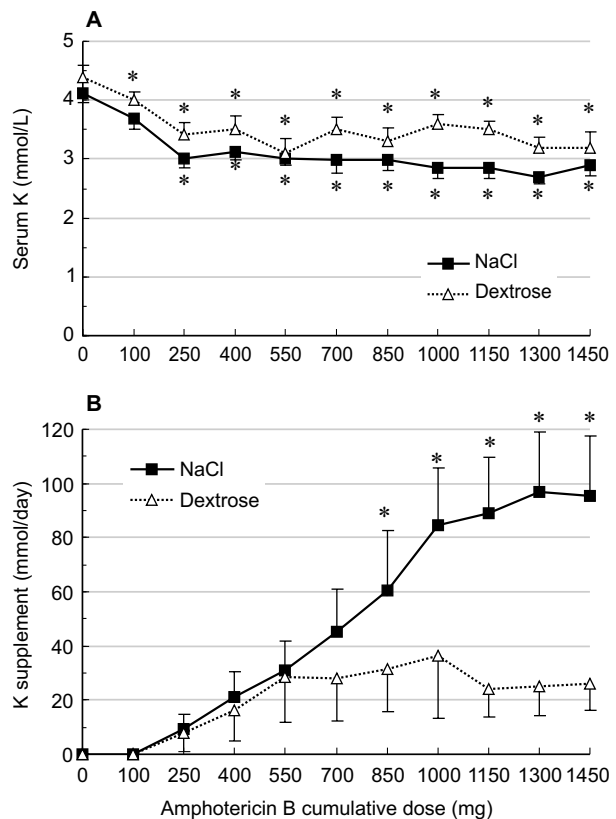 A
5
4
3
2
1
0
Serum K (mmol/L)
* * * * * * * * * *
* * * * * * * * *
NaCl
Dextrose
0 100 250 400 550 700 850 1000 1150 1300 1450
B
120
100
80
60
40
20
0
K supplement (mmol/day)
NaCl
Dextrose
* * * * *
0 100 250 400 550 700 850 1000 1150 1300 1450
Amphotericin B cumulative dose (mg)